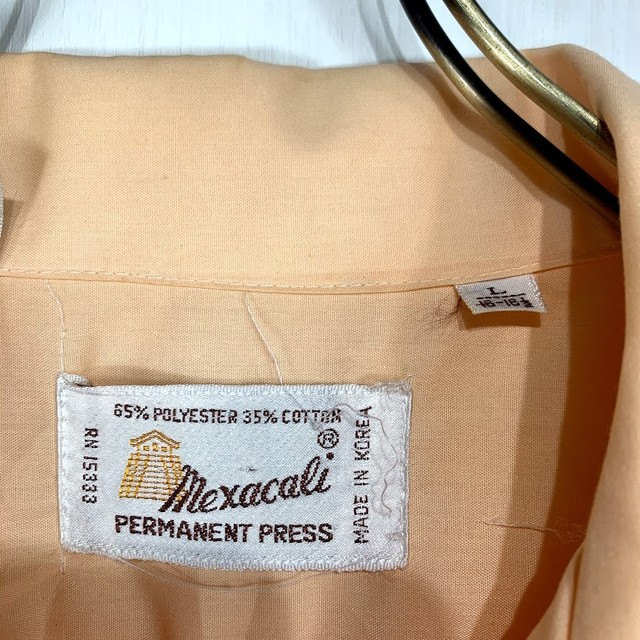 L
16-16½
65% POLYESTER 35% COTTON
RN 15333
Mexacali®
MADE IN KOREA
PERMANENT PRESS